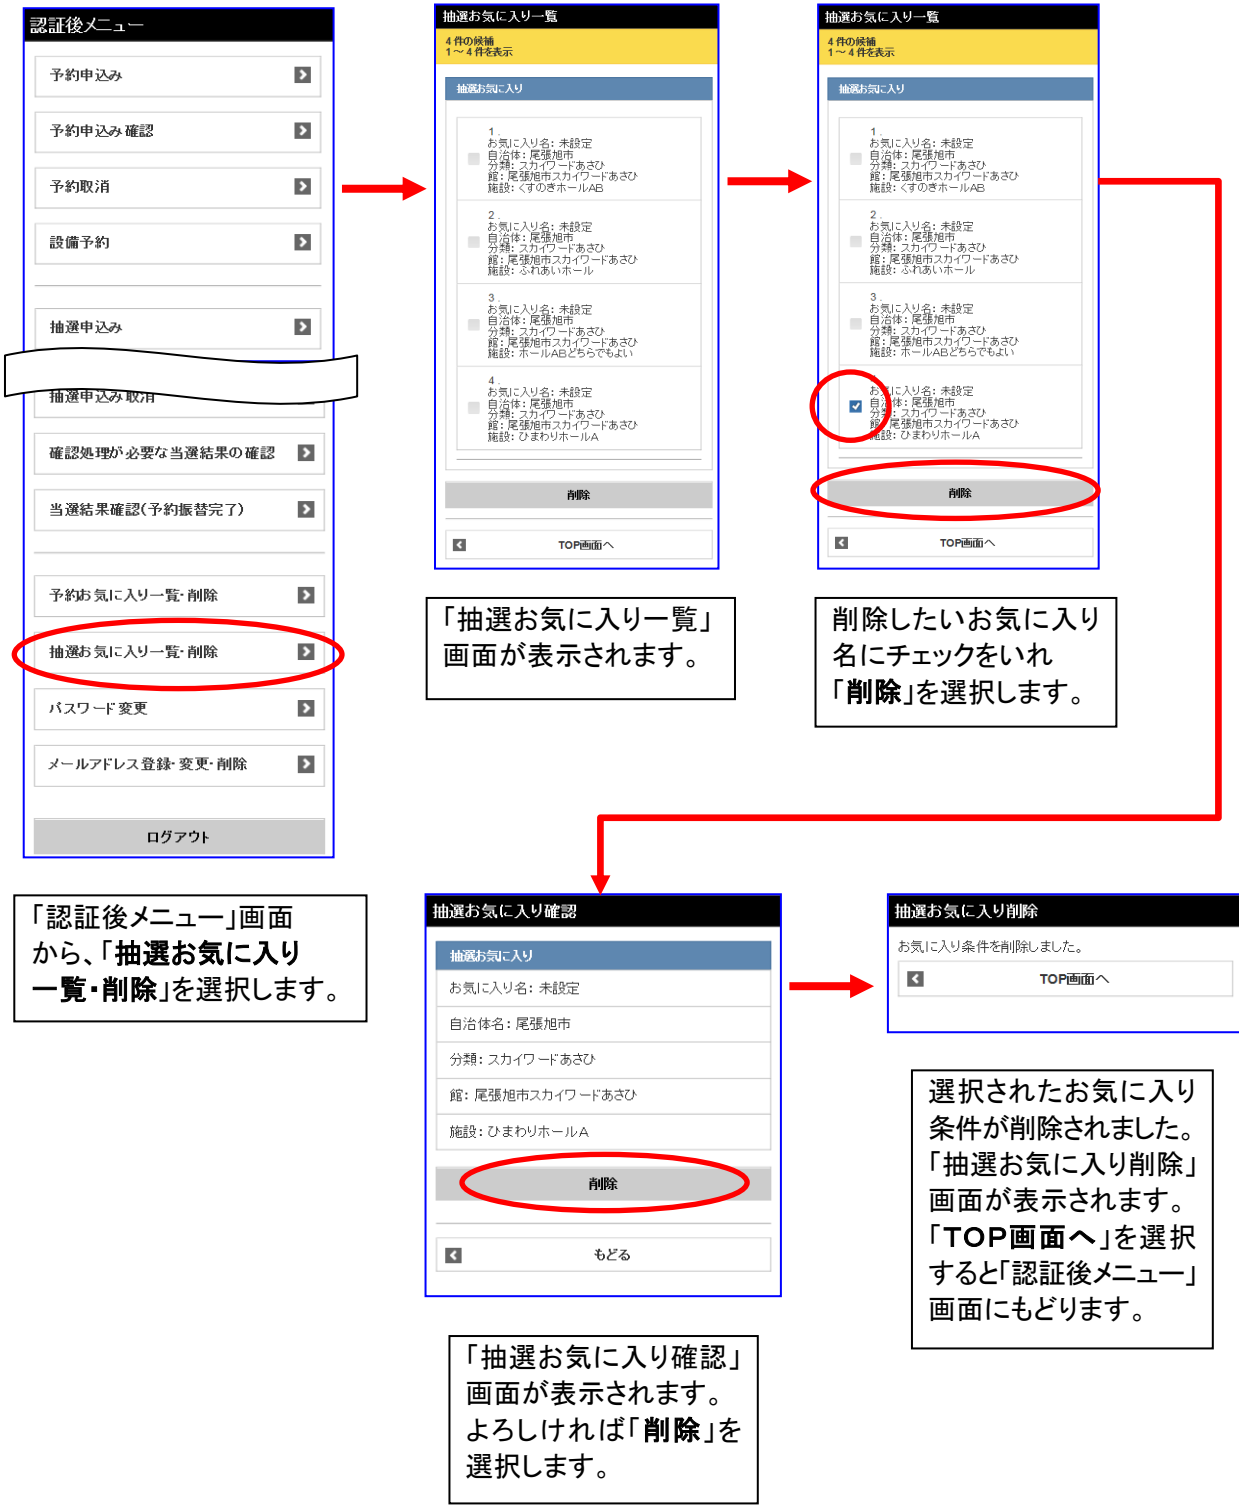 認証後メニュー
予約申込み
予約申込み確認
予約取消
設備予約
抽選申込み
抽選申込み取消
確認処理が必要な当選結果の確認
当選結果確認(予約振替完了)
予約お気に入り一覧・削除
抽選お気に入り一覧・削除
パスワード変更
メールアドレス登録・変更・削除
ログアウト
「認証後メニュー」画面
から、「抽選お気に入り
一覧・削除」を選択します。
抽選お気に入り一覧
4 件の候補
1～ 4 件を表示
抽選お気に入り
1.
お気に入り名: 未設定
自治体: 尾張旭市
分類: スカイワードあさひ
館: 尾張旭市スカイワードあさひ
施設: くすのきホールAB
2.
お気に入り名: 未設定
自治体: 尾張旭市
分類: スカイワードあさひ
館: 尾張旭市スカイワードあさひ
施設: ふれあいホール
3.
お気に入り名: 未設定
自治体: 尾張旭市
分類: スカイワードあさひ
館: 尾張旭市スカイワードあさひ
施設: ホールABどちらでもよい
4.
お気に入り名: 未設定
自治体: 尾張旭市
分類: スカイワードあさひ
館: 尾張旭市スカイワードあさひ
施設: ひまわりホールA
削除
TOP画面へ
「抽選お気に入り一覧」
画面が表示されます。
抽選お気に入り一覧
4 件の候補
1～ 4 件を表示
抽選お気に入り
1.
お気に入り名: 未設定
自治体: 尾張旭市
分類: スカイワードあさひ
館: 尾張旭市スカイワードあさひ
施設: くすのきホールAB
2.
お気に入り名: 未設定
自治体: 尾張旭市
分類: スカイワードあさひ
館: 尾張旭市スカイワードあさひ
施設: ふれあいホール
3.
お気に入り名: 未設定
自治体: 尾張旭市
分類: スカイワードあさひ
館: 尾張旭市スカイワードあさひ
施設: ホールABどちらでもよい
お気に入り名: 未設定
自治体: 尾張旭市
分類: スカイワードあさひ
館: 尾張旭市スカイワードあさひ
施設: ひまわりホールA
削除
TOP画面へ
削除したいお気に入り
名にチェックをいれ
「削除」を選択します。
抽選お気に入り確認
抽選お気に入り
お気に入り名: 未設定
自治体名: 尾張旭市
分類: スカイワードあさひ
館: 尾張旭市スカイワードあさひ
施設: ひまわりホールA
削除
もどる
「抽選お気に入り確認」
画面が表示されます。
よろしければ「削除」を
選択します。
抽選お気に入り削除
お気に入り条件を削除しました。
TOP画面へ
選択されたお気に入り
条件が削除されました。
「抽選お気に入り削除」
画面が表示されます。
「TOP画面へ」を選択
すると「認証後メニュー」
画面にもどります。